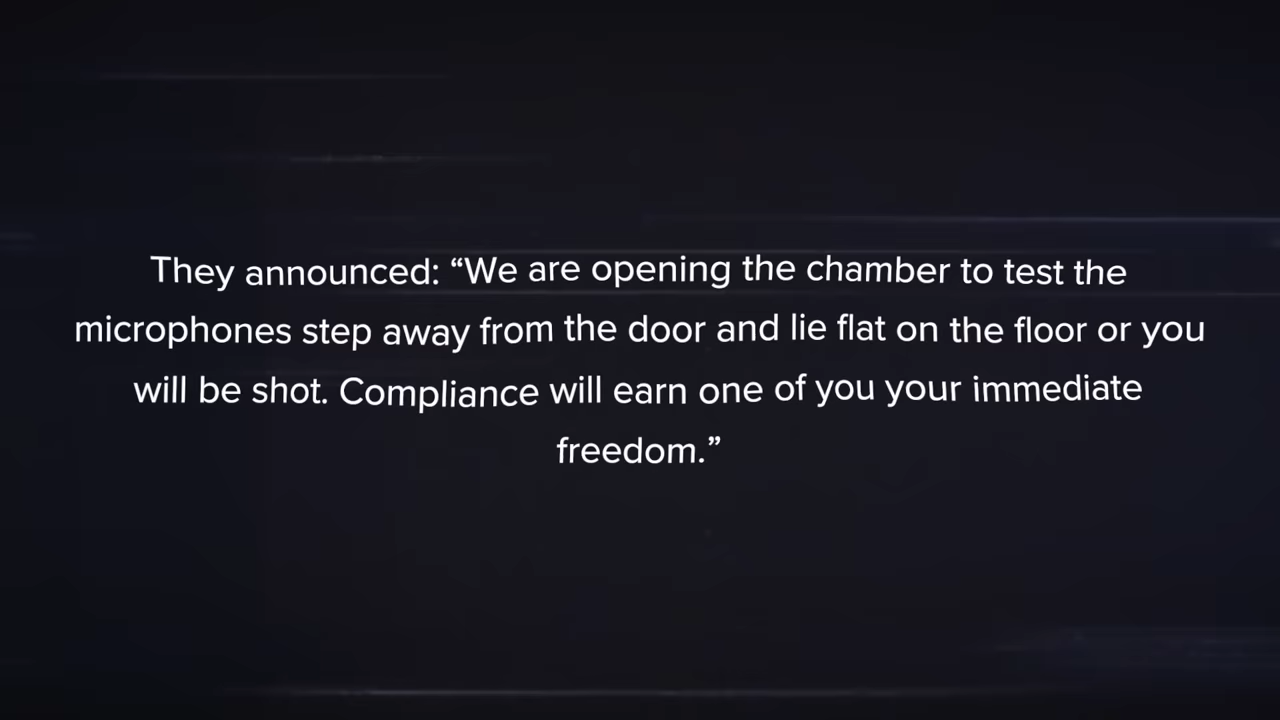 They announced: “We are opening the chamber to test the
microphones step away from the door and lie flat on the floor or you
will be shot. Compliance will earn one of you your immediate
freedom.”